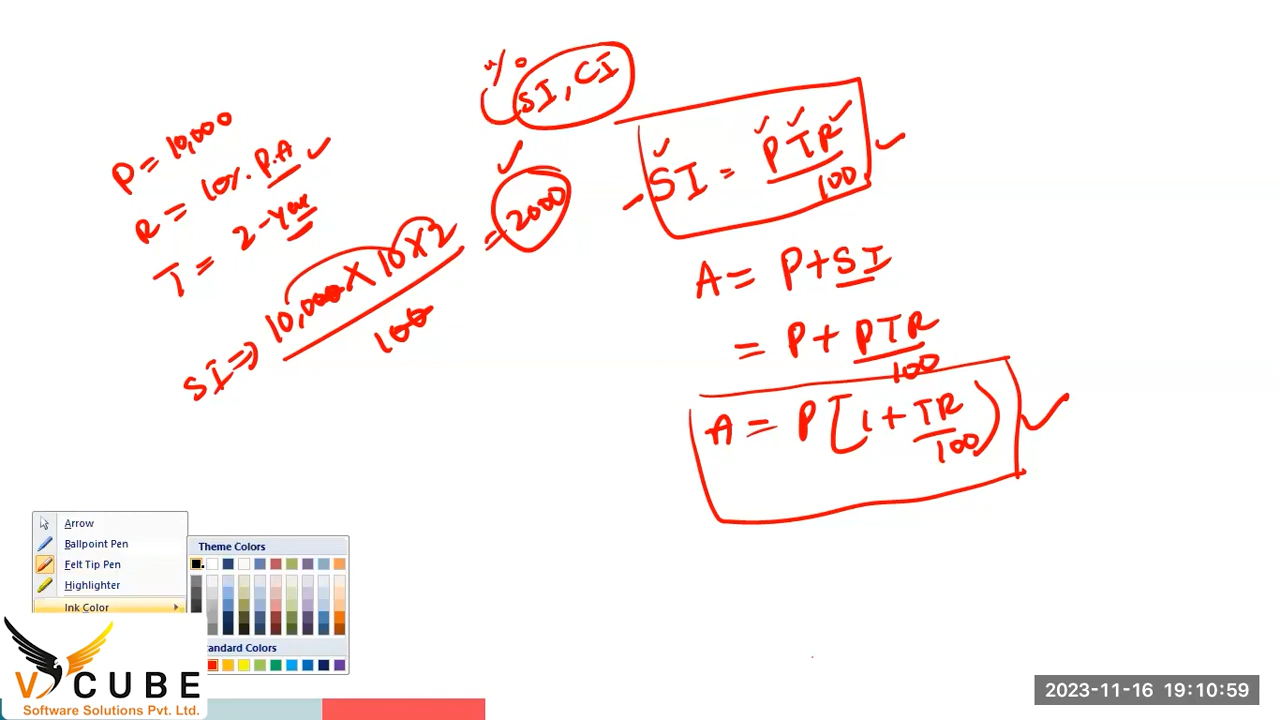 %
SI, CI
P = 10,000
R = 10%. P.A
T = 2-year
SI ⇒ 10,000 X 10 X 2 / 100 = 2000
SI = PTR / 100
A = P + SI
= P + PTR / 100
A = P [ 1 + TR / 100 )
Arrow
Ballpoint Pen
Felt Tip Pen
Highlighter
Ink Color
Theme Colors
tandard Colors
V CUBE
Software Solutions Pvt. Ltd.
2023-11-16 19:10:59